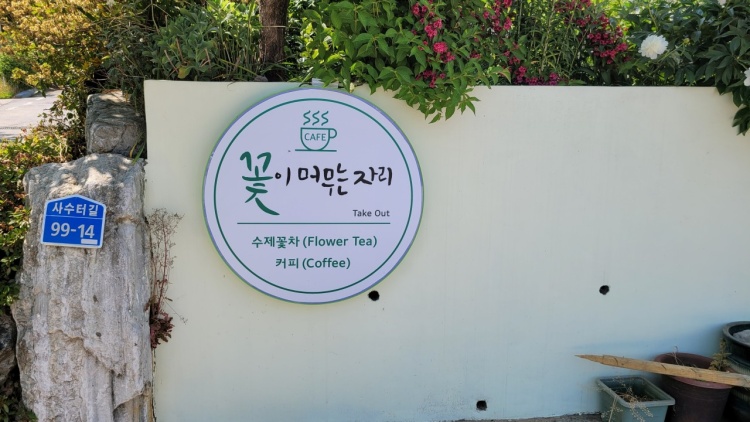 사수터길
99-14
CAFE
꽃이 머무는 자리
Take Out
수제꽃차 (Flower Tea)
커피 (Coffee)